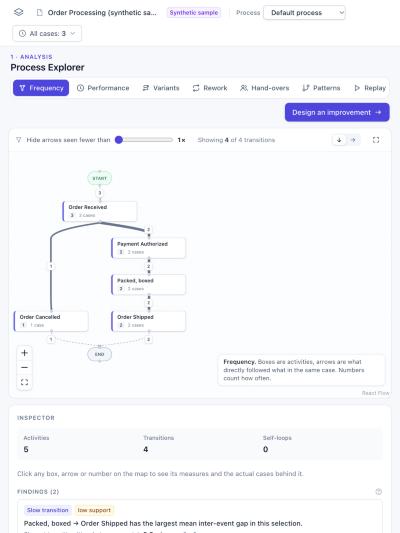 Order Processing (synthetic sa...
Synthetic sample
Process
Default process
All cases: 3
1 · ANALYSIS
Process Explorer
Frequency
Performance
Variants
Rework
Hand-overs
Patterns
Replay
Design an improvement →
Hide arrows seen fewer than
1×
Showing 4 of 4 transitions
START
3
Order Received
3 3 cases
2
Payment Authorized
2 2 cases
1
2
Packed, boxed
2 2 cases
2
Order Cancelled
1 1 case
Order Shipped
2 2 cases
1
2
END
Frequency. Boxes are activities, arrows are what
directly followed what in the same case. Numbers
count how often.
React Flow
INSPECTOR
Activities
Transitions
Self-loops
5
4
0
Click any box, arrow or number on the map to see its measures and the actual cases behind it.
FINDINGS (2)
Slow transition
low support
Packed, boxed → Order Shipped has the largest mean inter-event gap in this selection.